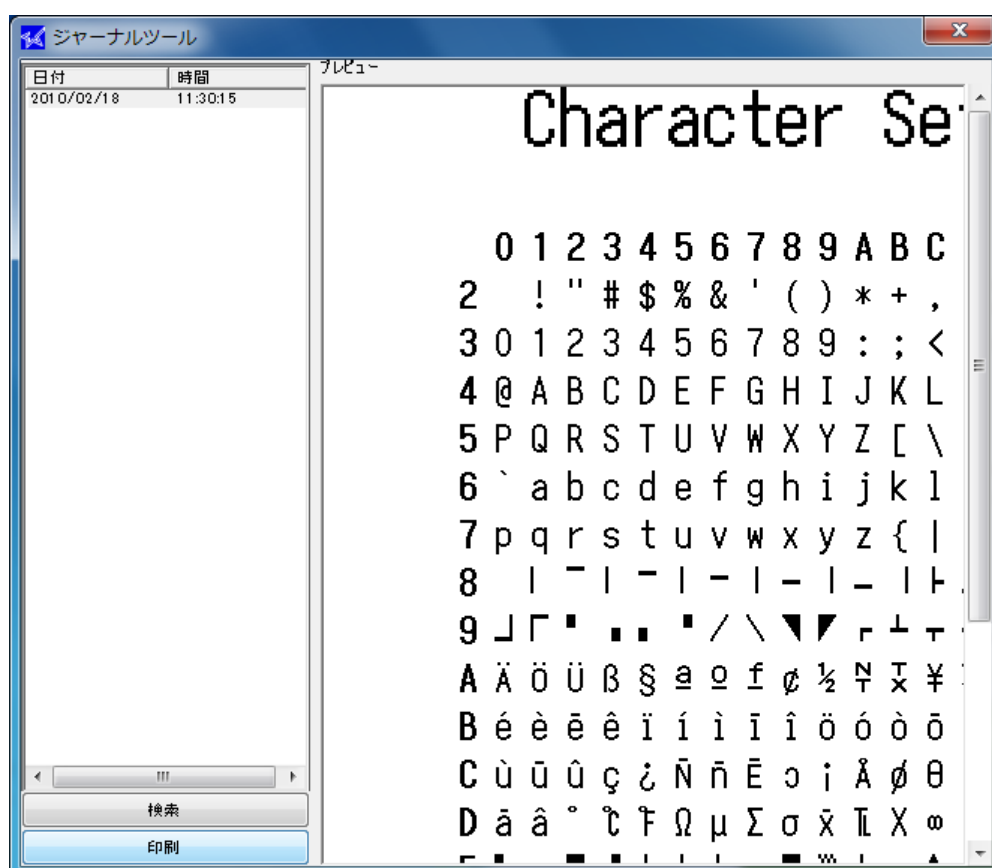 ジャーナルツール
日付 時間
2010/02/18 11:30:15
検索
印刷
プレビュー
Character Se
0 1 2 3 4 5 6 7 8 9 A B C
2 ! " # $ % & ' ( ) * + ,
3 0 1 2 3 4 5 6 7 8 9 : ; <
4 @ A B C D E F G H I J K L
5 P Q R S T U V W X Y Z [ \
6 ` a b c d e f g h i j k l
7 p q r s t u v w x y z { |
8
9
A Ä Ö Ü ß § ª º ƒ ¢ ½ ¥
B é è ē ê ï í ì ī î ö ó ò ō
C ù ū û ç ¿ Ñ ñ Ē ɔ ¡ Å ø θ
D ā â ° ℃ Ω μ Σ σ x̄ X ∞